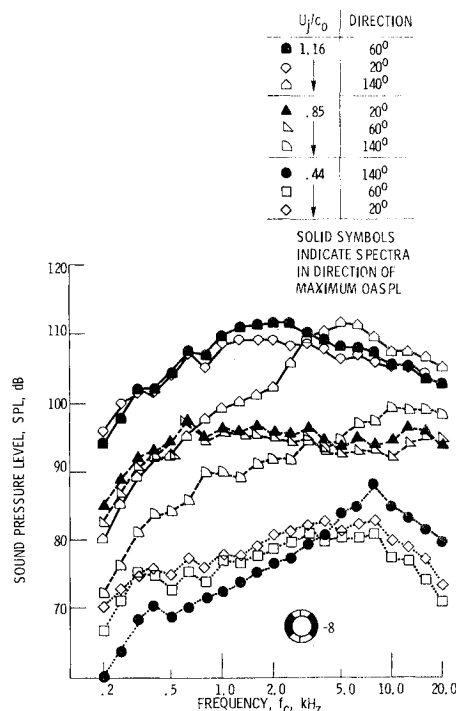 Uj/c0 DIRECTION
1.16 60°
20°
140°
.85 20°
60°
140°
.44 140°
60°
20°
SOLID SYMBOLS
INDICATE SPECTRA
IN DIRECTION OF
MAXIMUM OASPL
120
110
100
90
80
70
SOUND PRESSURE LEVEL, SPL, dB
-8
.2 .5 1.0 2.0 5.0 10.0 20.0
FREQUENCY, fc, kHz